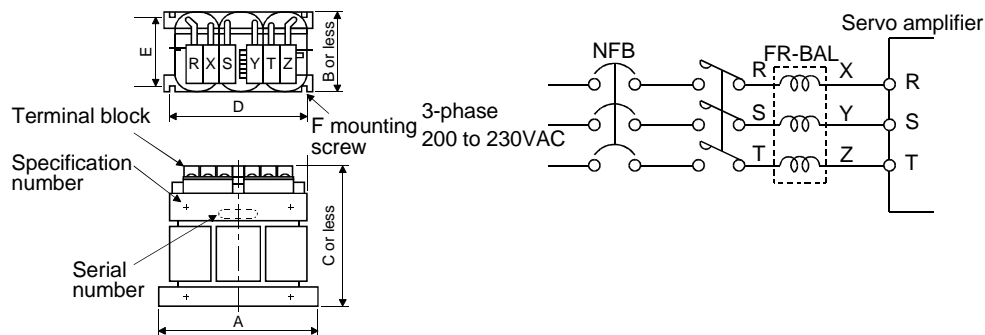 E
R X S Y T Z
B or less
D
F mounting
screw
Terminal block
Specification
number
C or less
Serial
number
A
3-phase
200 to 230VAC
NFB
FR-BAL
Servo amplifier
R X R
S Y S
T Z T